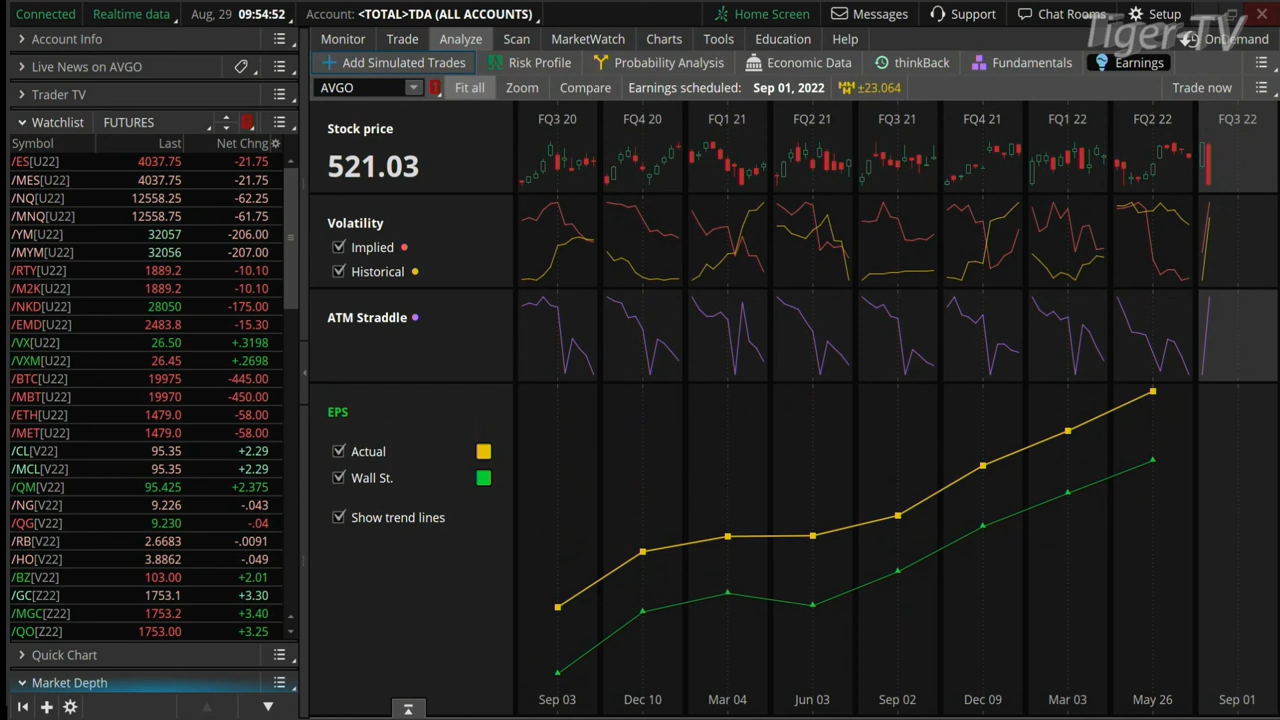 Connected Realtime data Aug, 29 09:54:52 Account: <TOTAL>TDA (ALL ACCOUNTS) Home Screen Messages Support Chat Rooms Setup
Tiger-TV
Account Info
Live News on AVGO
Trader TV
Watchlist FUTURES
Symbol Last Net Chng
/ES[U22] 4037.75 -21.75
/MES[U22] 4037.75 -21.75
/NQ[U22] 12558.25 -62.25
/MNQ[U22] 12558.75 -61.75
/YM[U22] 32057 -206.00
/MYM[U22] 32056 -207.00
/RTY[U22] 1889.2 -10.10
/M2K[U22] 1889.2 -10.10
/NKD[U22] 28050 -175.00
/EMD[U22] 2483.8 -15.30
/VX[U22] 26.50 +.3198
/VXM[U22] 26.45 +.2698
/BTC[U22] 19975 -445.00
/MBT[U22] 19970 -450.00
/ETH[U22] 1479.0 -58.00
/MET[U22] 1479.0 -58.00
/CL[V22] 95.35 +2.29
/MCL[V22] 95.35 +2.29
/QM[V22] 95.425 +2.375
/NG[V22] 9.226 -.043
/QG[V22] 9.230 -.04
/RB[V22] 2.6683 -.0091
/HO[V22] 3.8862 -.049
/BZ[V22] 103.00 +2.01
/GC[Z22] 1753.1 +3.30
/MGC[Z22] 1753.2 +3.40
/QO[Z22] 1753.00 +3.25
Quick Chart
Market Depth
Monitor Trade Analyze Scan MarketWatch Charts Tools Education Help OnDemand
Add Simulated Trades Risk Profile Probability Analysis Economic Data thinkBack Fundamentals Earnings
AVGO Fit all Zoom Compare Earnings scheduled: Sep 01, 2022 ±23.064 Trade now
FQ3 20 FQ4 20 FQ1 21 FQ2 21 FQ3 21 FQ4 21 FQ1 22 FQ2 22 FQ3 22
Stock price
521.03
Volatility
Implied
Historical
ATM Straddle
EPS
Actual
Wall St.
Show trend lines
Sep 03 Dec 10 Mar 04 Jun 03 Sep 02 Dec 09 Mar 03 May 26 Sep 01